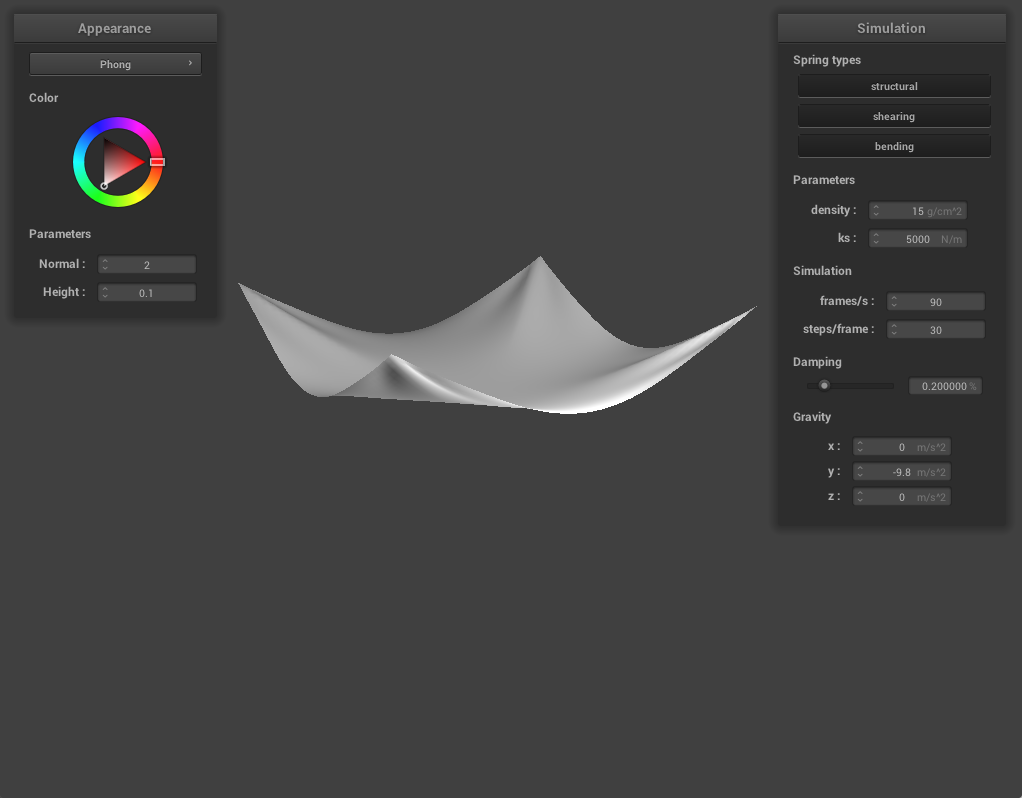 Appearance
Phong ›
Color
Parameters
Normal : 2
Height : 0.1
Simulation
Spring types
structural
shearing
bending
Parameters
density : 15 g/cm^2
ks : 5000 N/m
Simulation
frames/s : 90
steps/frame : 30
Damping
0.200000 %
Gravity
x : 0 m/s^2
y : -9.8 m/s^2
z : 0 m/s^2